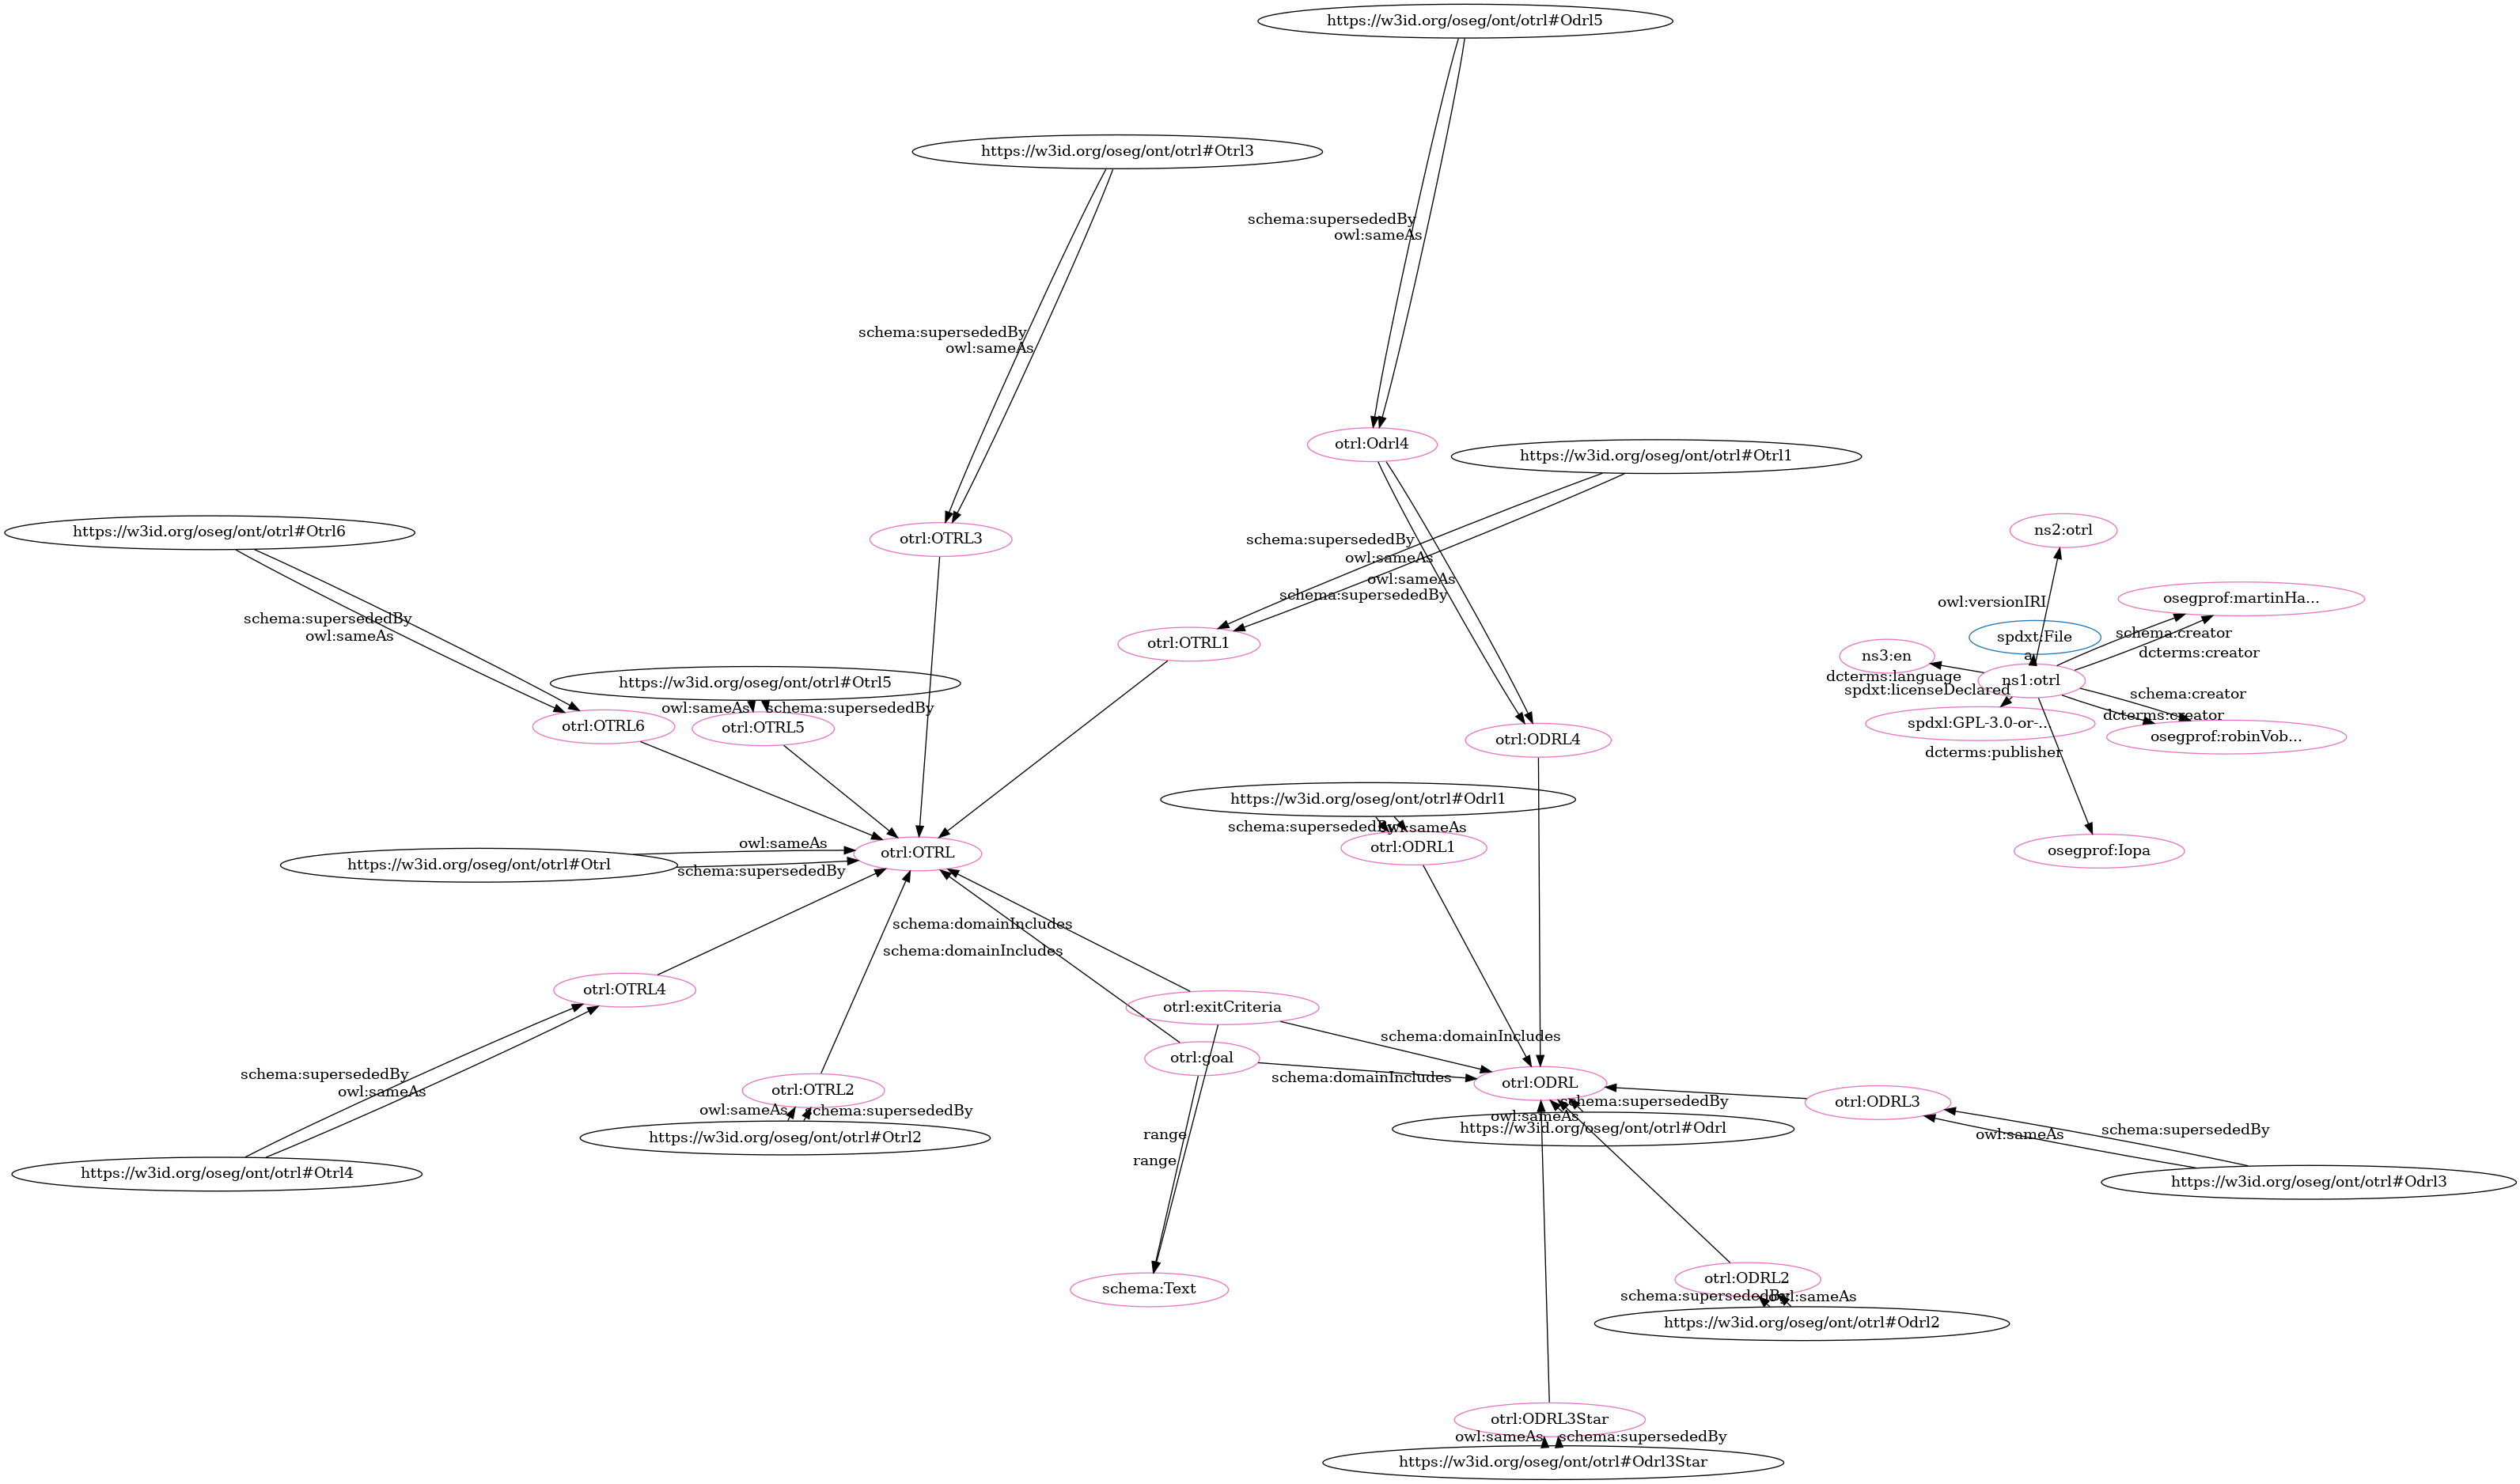 https://w3id.org/oseg/ont/otrl#Odrl5
https://w3id.org/oseg/ont/otrl#Otrl3
schema:supersededBy
owl:sameAs
schema:supersededBy
owl:sameAs
otrl:Odrl4
https://w3id.org/oseg/ont/otrl#Otrl1
https://w3id.org/oseg/ont/otrl#Otrl6
otrl:OTRL3
ns2:otrl
schema:supersededBy
owl:sameAs
owl:sameAs
schema:supersededBy
owl:versionIRI
osegprof:martinHa...
schema:supersededBy
owl:sameAs
otrl:OTRL1
spdxt:File
schema:creator
dcterms:creator
ns3:en
a
dcterms:language
ns1:otrl
spdxt:licenseDeclared
schema:creator
https://w3id.org/oseg/ont/otrl#Otrl5
owl:sameAs
schema:supersededBy
otrl:OTRL6
otrl:OTRL5
dcterms:creator
spdxl:GPL-3.0-or-...
osegprof:robinVob...
otrl:ODRL4
dcterms:publisher
https://w3id.org/oseg/ont/otrl#Odrl1
schema:supersededBy
owl:sameAs
otrl:ODRL1
owl:sameAs
otrl:OTRL
osegprof:Iopa
https://w3id.org/oseg/ont/otrl#Otrl
schema:supersededBy
schema:domainIncludes
schema:domainIncludes
otrl:OTRL4
otrl:exitCriteria
schema:domainIncludes
otrl:goal
schema:domainIncludes
otrl:ODRL
schema:supersededBy
owl:sameAs
otrl:OTRL2
schema:supersededBy
owl:sameAs
otrl:ODRL3
owl:sameAs
schema:supersededBy
https://w3id.org/oseg/ont/otrl#Otrl2
https://w3id.org/oseg/ont/otrl#Odrl
schema:supersededBy
owl:sameAs
range
range
https://w3id.org/oseg/ont/otrl#Otrl4
https://w3id.org/oseg/ont/otrl#Odrl3
schema:Text
otrl:ODRL2
schema:supersededBy
owl:sameAs
https://w3id.org/oseg/ont/otrl#Odrl2
otrl:ODRL3Star
owl:sameAs
schema:supersededBy
https://w3id.org/oseg/ont/otrl#Odrl3Star